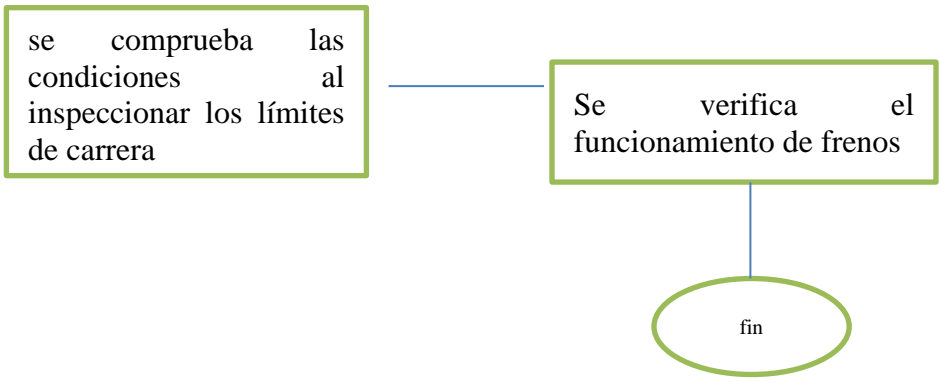 se comprueba las
condiciones al
inspeccionar los límites
de carrera
Se verifica el
funcionamiento de frenos
fin